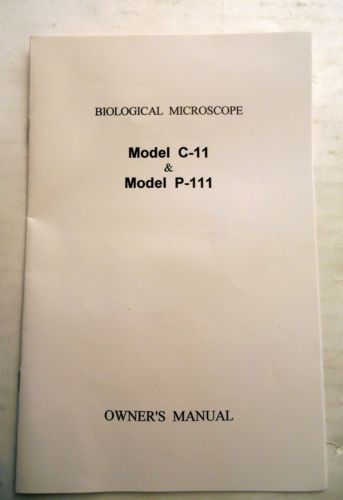 BIOLOGICAL MICROSCOPE
Model C-11
&
Model P-111
OWNER'S MANUAL